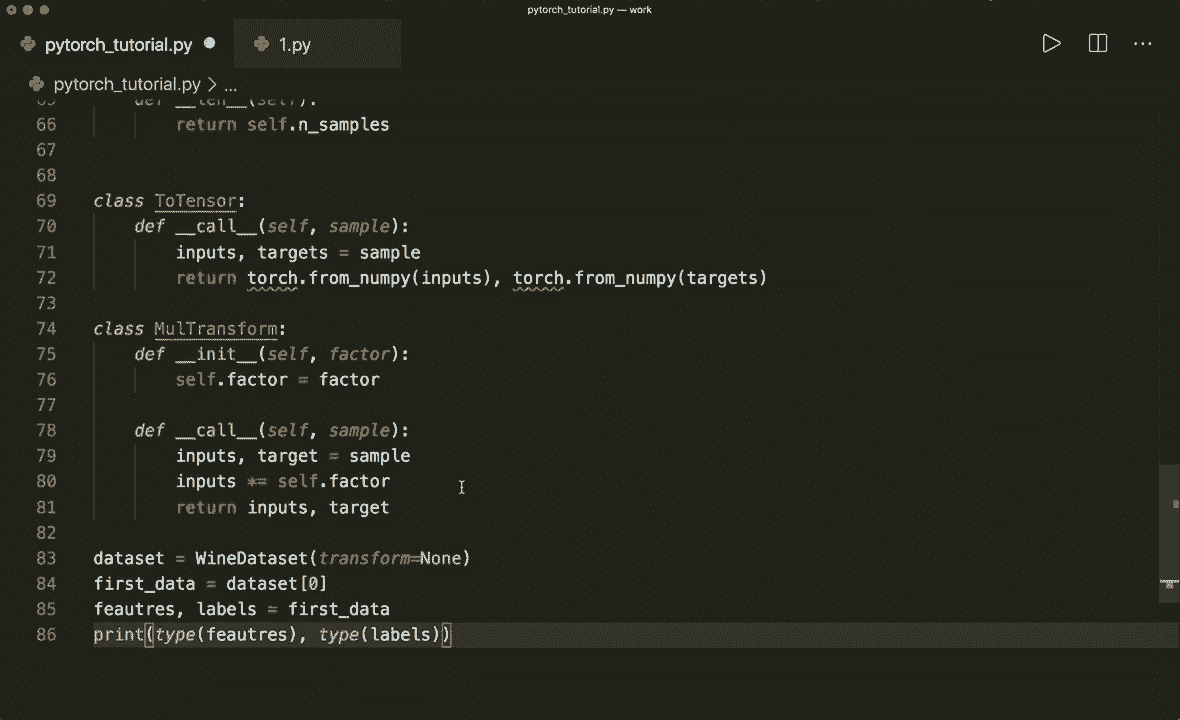 pytorch_tutorial.py — work
pytorch_tutorial.py 1.py
pytorch_tutorial.py > ...
65 def __len__(self):
66 return self.n_samples
67
68
69 class ToTensor:
70 def __call__(self, sample):
71 inputs, targets = sample
72 return torch.from_numpy(inputs), torch.from_numpy(targets)
73
74 class MulTransform:
75 def __init__(self, factor):
76 self.factor = factor
77
78 def __call__(self, sample):
79 inputs, target = sample
80 inputs *= self.factor
81 return inputs, target
82
83 dataset = WineDataset(transform=None)
84 first_data = dataset[0]
85 feautres, labels = first_data
86 print(type(feautres), type(labels))